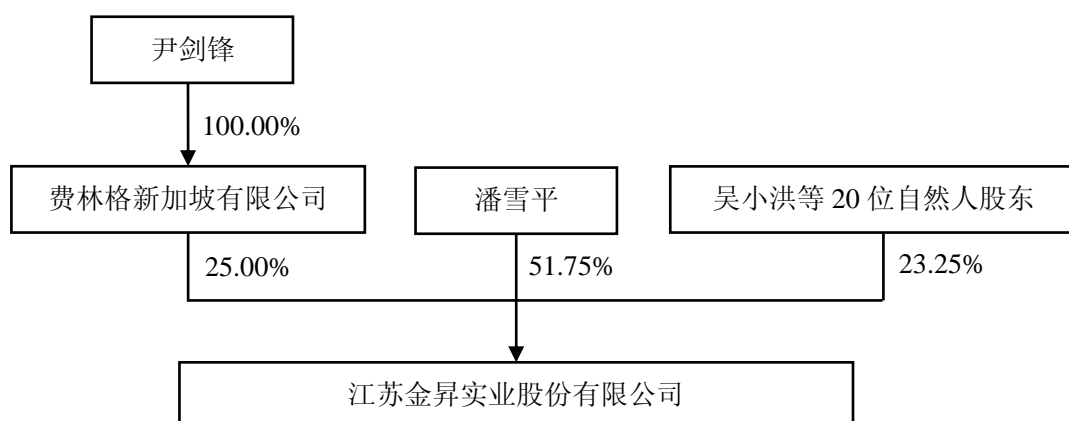 尹剑锋
100.00%
费林格新加坡有限公司
潘雪平
吴小洪等 20 位自然人股东
25.00%
51.75%
23.25%
江苏金昇实业股份有限公司